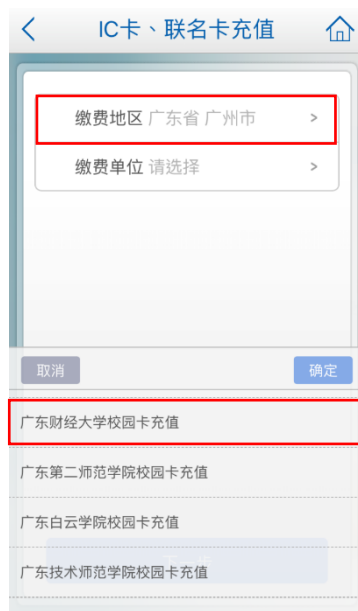 IC卡、联名卡充值
缴费地区 广东省 广州市
缴费单位 请选择
取消 确定
广东财经大学校园卡充值
广东第二师范学院校园卡充值
广东白云学院校园卡充值
广东技术师范学院校园卡充值